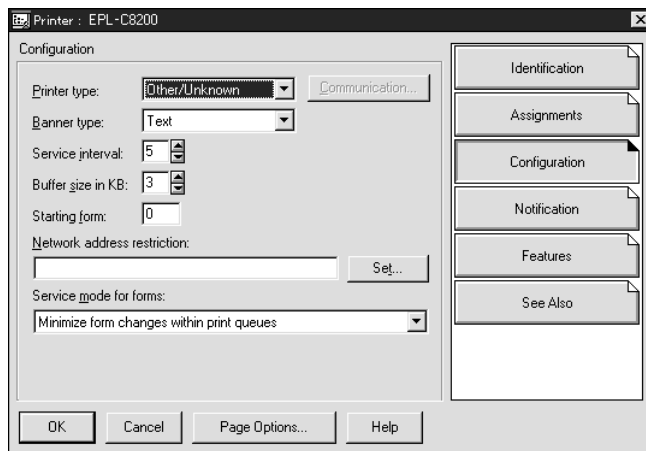 Printer : EPL-C8200
Configuration
Printer type: Other/Unknown Communication...
Banner type: Text
Service interval: 5
Buffer size in KB: 3
Starting form: 0
Network address restriction:
Set...
Service mode for forms:
Minimize form changes within print queues
OK Cancel Page Options... Help
Identification
Assignments
Configuration
Notification
Features
See Also